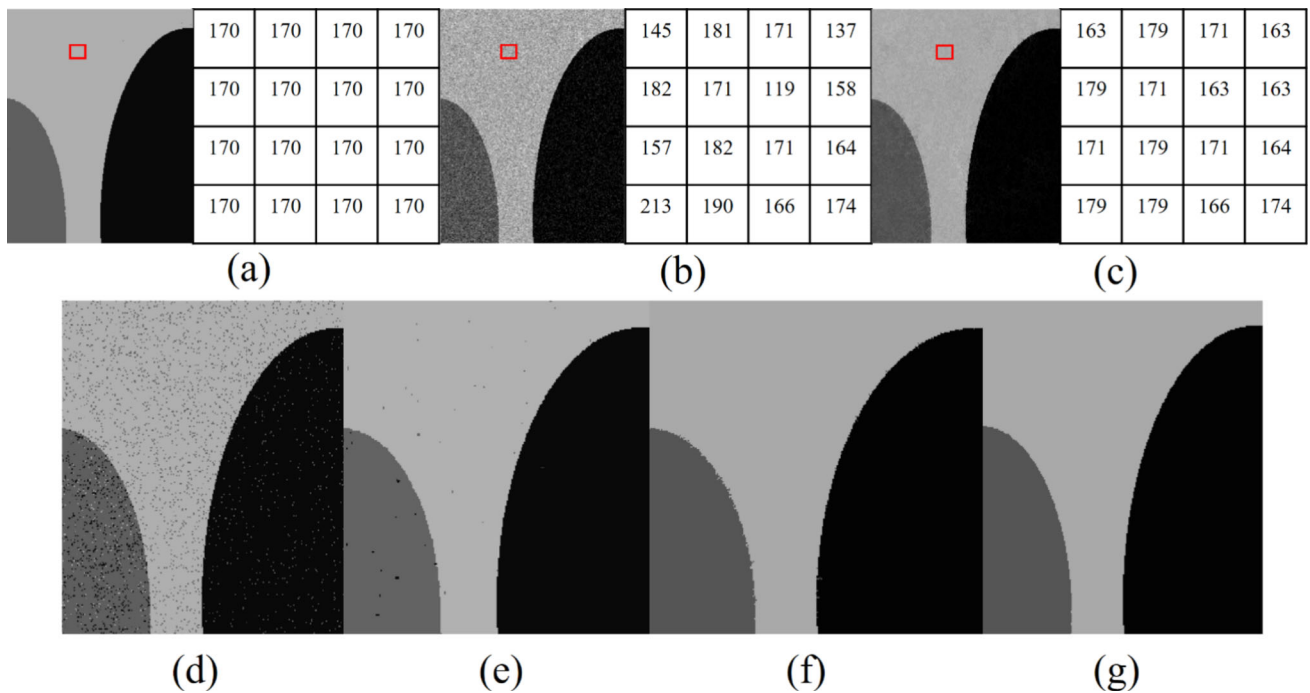 170 170 170 170 145 181 171 137 163 179 171 163
170 170 170 170 182 171 119 158 179 171 163 163
170 170 170 170 157 182 171 164 171 179 171 164
170 170 170 170 213 190 166 174 179 179 166 174
(a) (b) (c)
(d) (e) (f) (g)